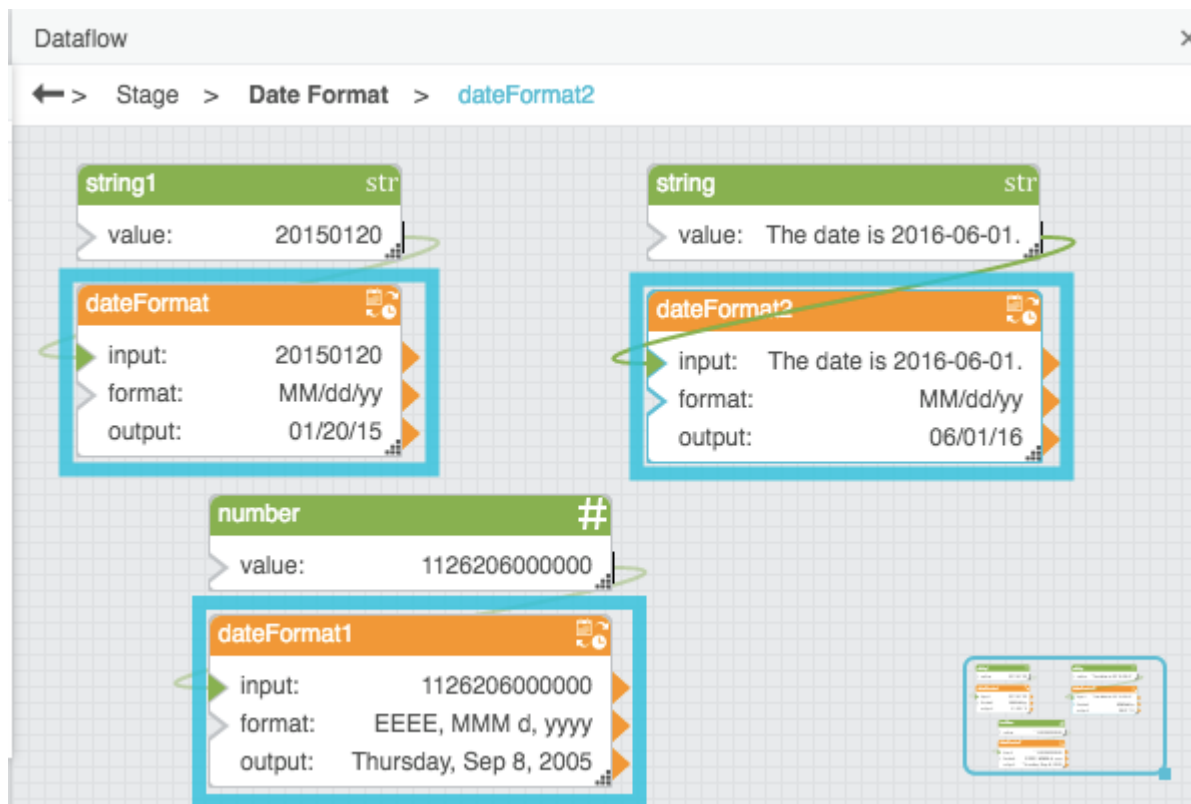 Dataflow ×
> Stage > Date Format > dateFormat2
string1 str
value: 20150120
dateFormat
input: 20150120
format: MM/dd/yy
output: 01/20/15
string str
value: The date is 2016-06-01.
dateFormat2
input: The date is 2016-06-01.
format: MM/dd/yy
output: 06/01/16
number #
value: 1126206000000
dateFormat1
input: 1126206000000
format: EEEE, MMM d, yyyy
output: Thursday, Sep 8, 2005